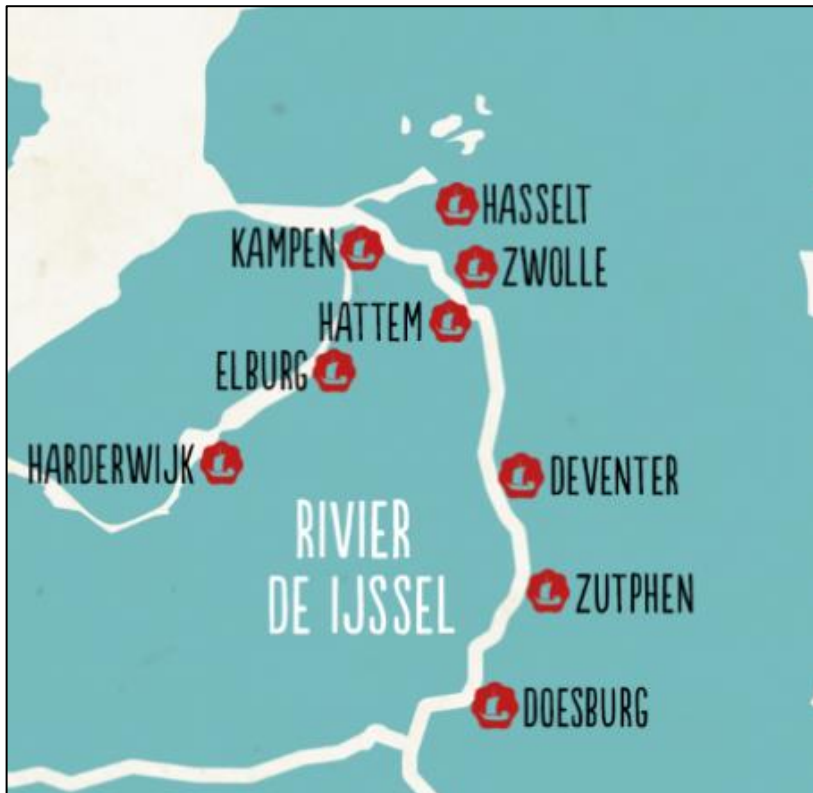 HASSELT
KAMPEN
ZWOLLE
HATTEM
ELBURG
HARDERWIJK
DEVENTER
RIVIER
DE IJSSEL
ZUTPHEN
DOESBURG